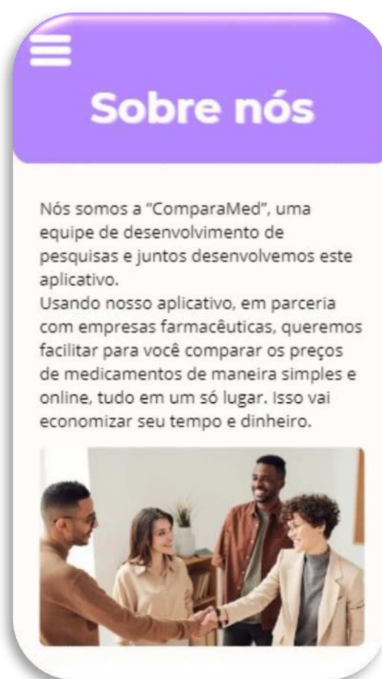 Sobre nós
Nós somos a “ComparaMed”, uma
equipe de desenvolvimento de
pesquisas e juntos desenvolvemos este
aplicativo.
Usando nosso aplicativo, em parceria
com empresas farmacêuticas, queremos
facilitar para você comparar os preços
de medicamentos de maneira simples e
online, tudo em um só lugar. Isso vai
economizar seu tempo e dinheiro.